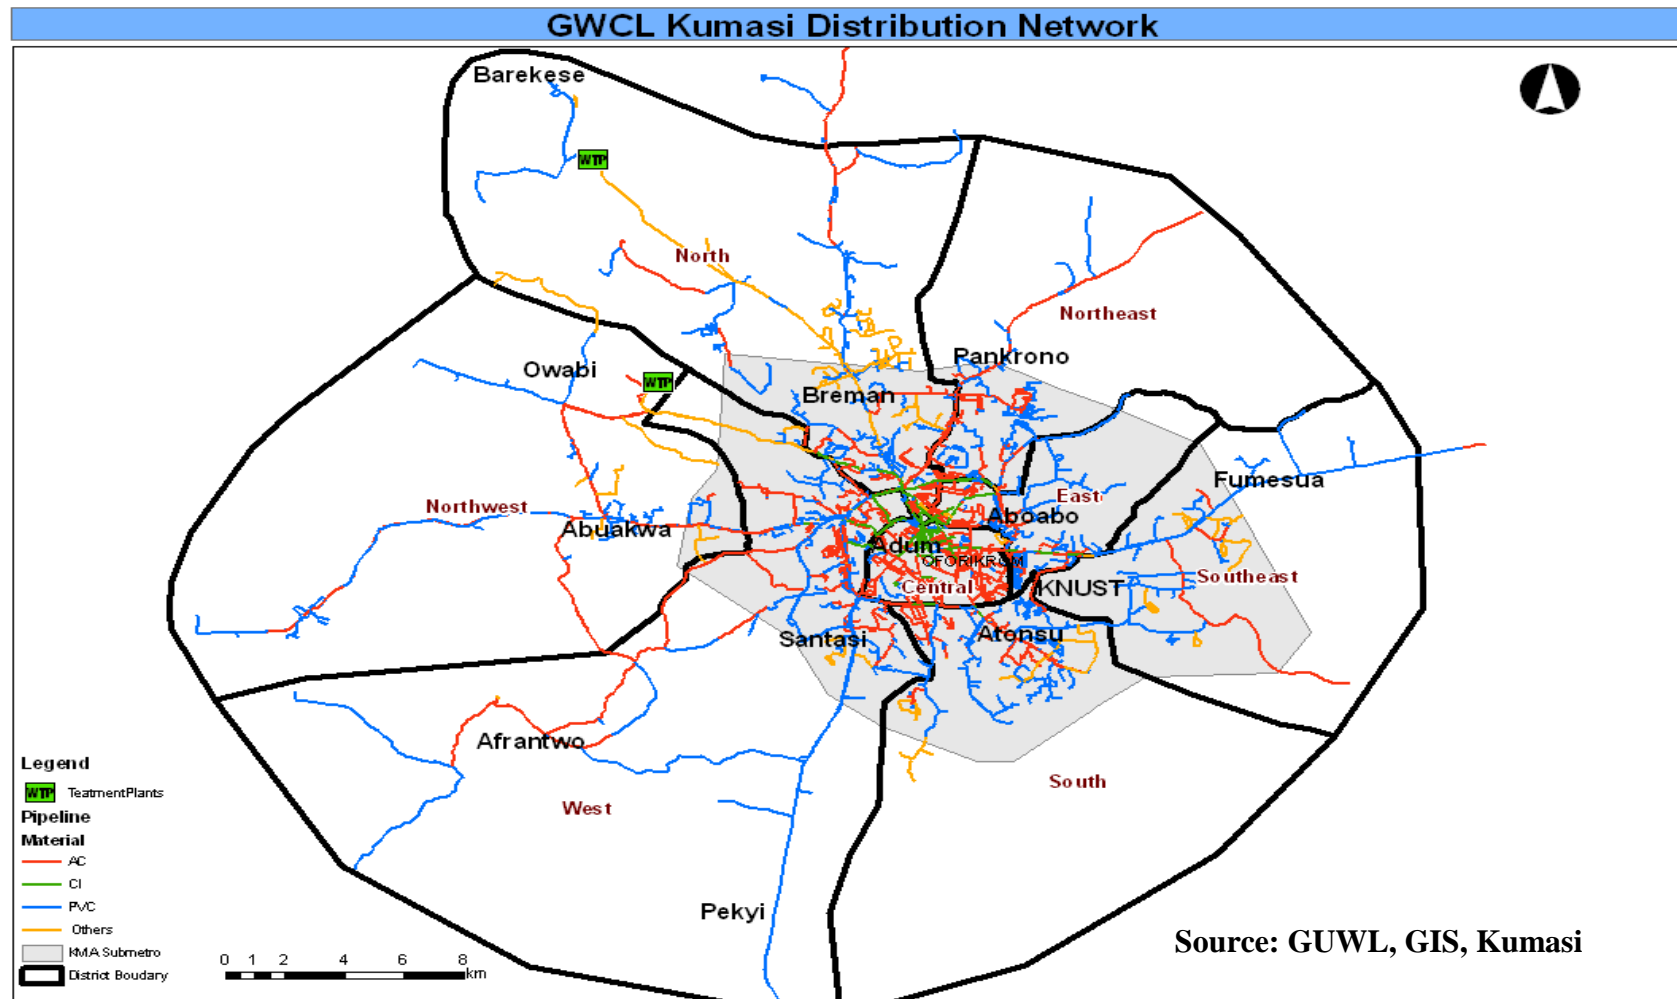 GWCL Kumasi Distribution Network
Barekese
WTP
North
Northeast
Pankrono
Owabi
WTP
Breman
Fumesua
East
Northwest
Aboabo
Abuakwa
Adum
OFORIKROM
Southeast
Central
KNUST
Atonsu
Santasi
Afrantwo
South
West
Pekyi
Legend
WTP TeatmentPlants
Pipeline
Material
AC
CI
PVC
Others
KMA Submetro
District Boudary
0 1 2 4 6 8
km
Source: GUWL, GIS, Kumasi